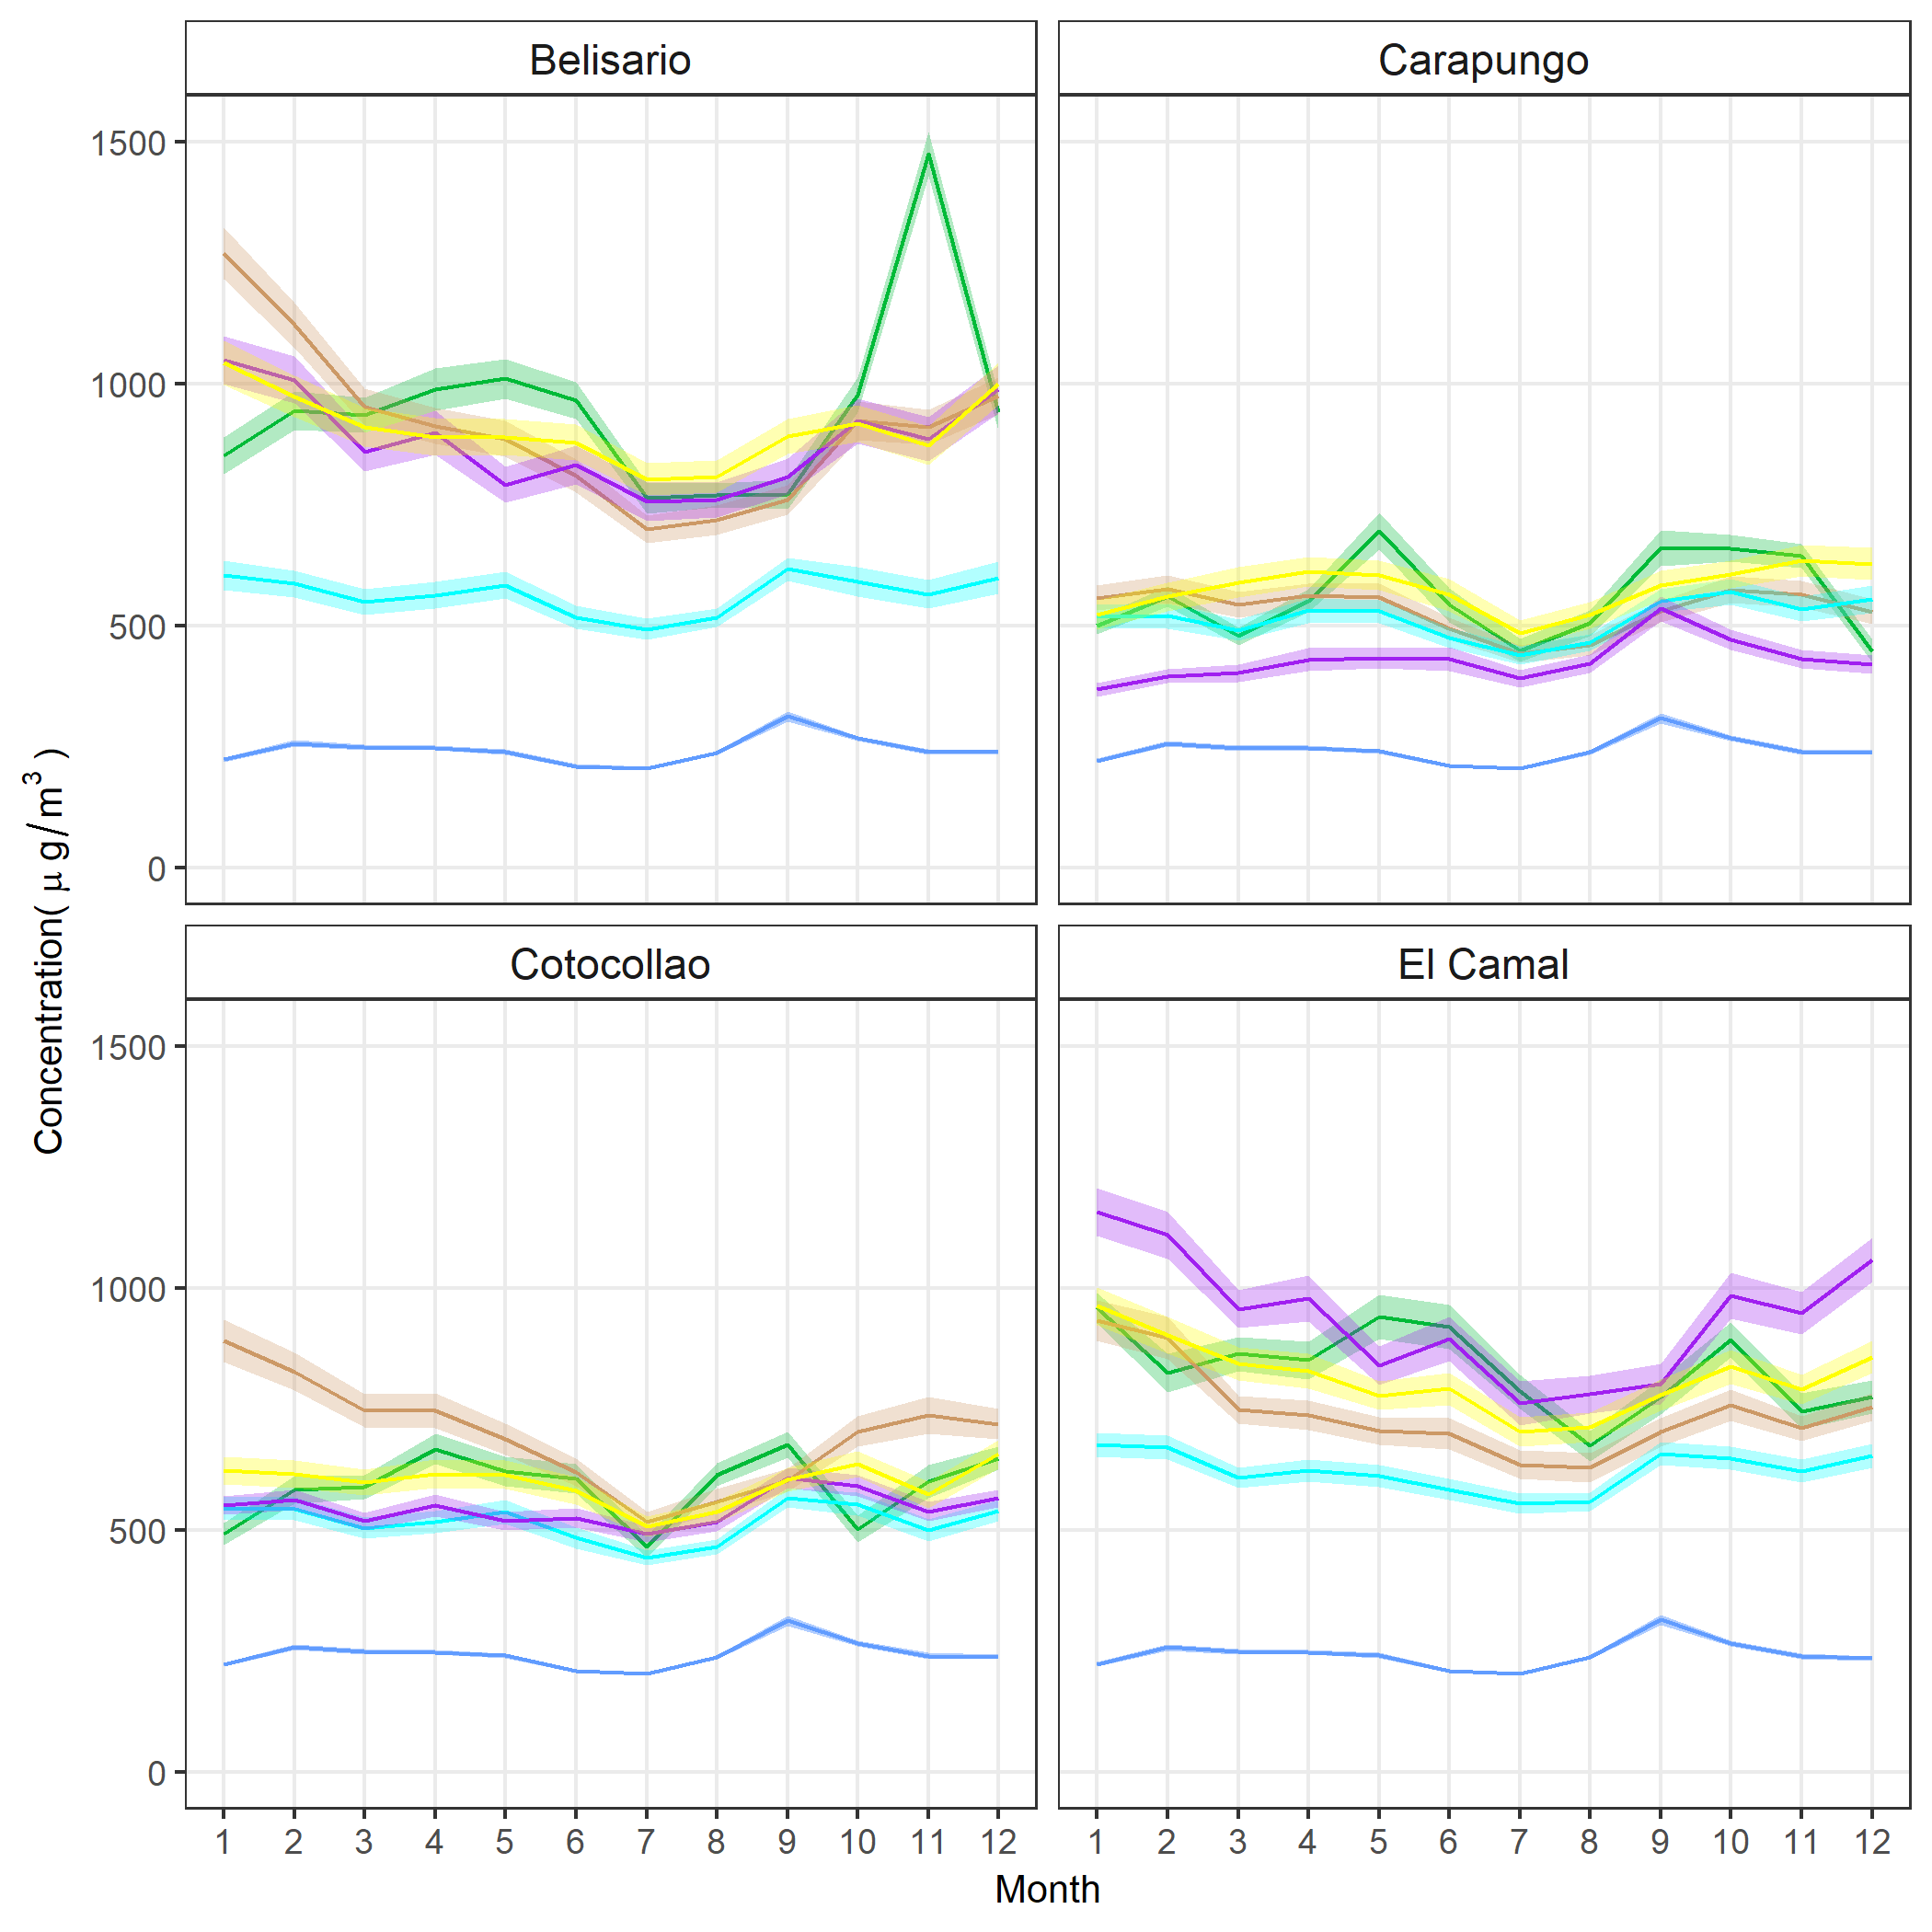 Belisario
Carapungo
1500
1000
500
0
Concentration( μ g / m³ )
Cotocollao
El Camal
1500
1000
500
0
1 2 3 4 5 6 7 8 9 10 11 12
1 2 3 4 5 6 7 8 9 10 11 12
Month